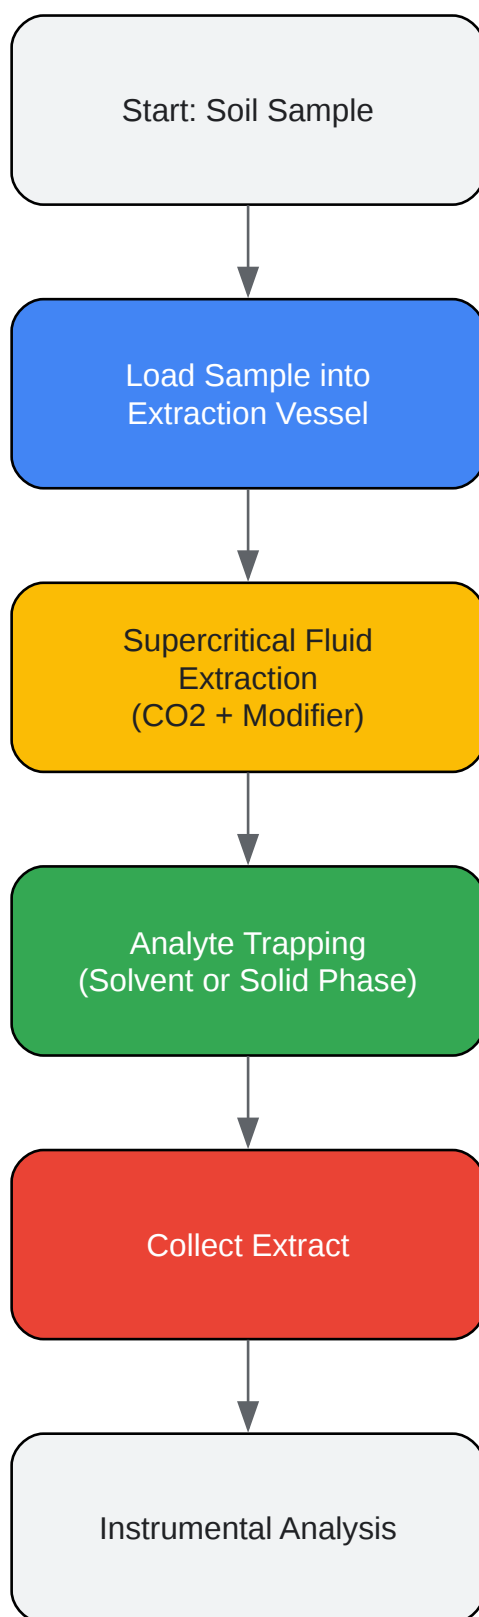 Start: Soil Sample
Load Sample into
Extraction Vessel
Supercritical Fluid
Extraction
(CO2 + Modifier)
Analyte Trapping
(Solvent or Solid Phase)
Collect Extract
Instrumental Analysis